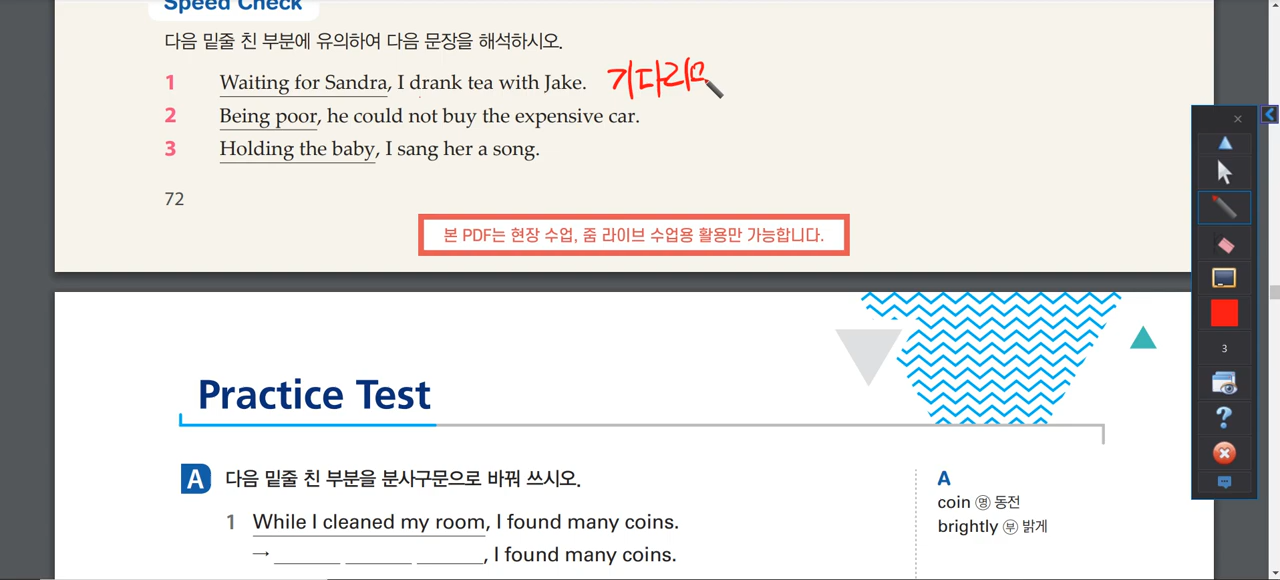 Speed Check
다음 밑줄 친 부분에 유의하여 다음 문장을 해석하시오.
1 Waiting for Sandra, I drank tea with Jake. 기다리
2 Being poor, he could not buy the expensive car.
3 Holding the baby, I sang her a song.
72
본 PDF는 현장 수업, 줌 라이브 수업용 활용만 가능합니다.
3
Practice Test
A 다음 밑줄 친 부분을 분사구문으로 바꿔 쓰시오.
1 While I cleaned my room, I found many coins.
→ ______ ______ ______, I found many coins.
A
coin 명 동전
brightly 부 밝게